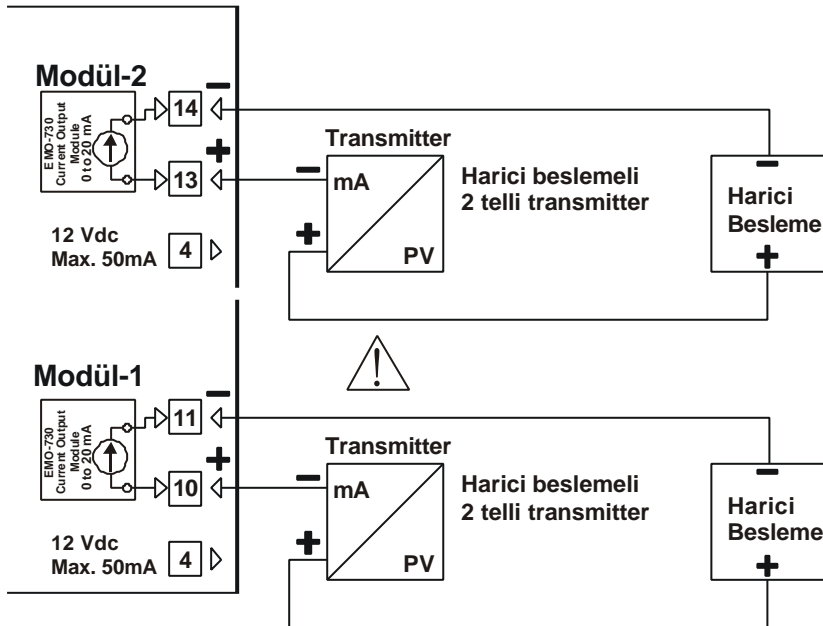 Modül-2
EMO-730
Current Output
Module
0 to 20 mA
14
13
12 Vdc
Max. 50mA
4
Transmitter
mA
PV
Harici beslemeli
2 telli transmitter
Harici
Besleme
Modül-1
EMO-730
Current Output
Module
0 to 20 mA
11
10
12 Vdc
Max. 50mA
4
Transmitter
mA
PV
Harici beslemeli
2 telli transmitter
Harici
Besleme